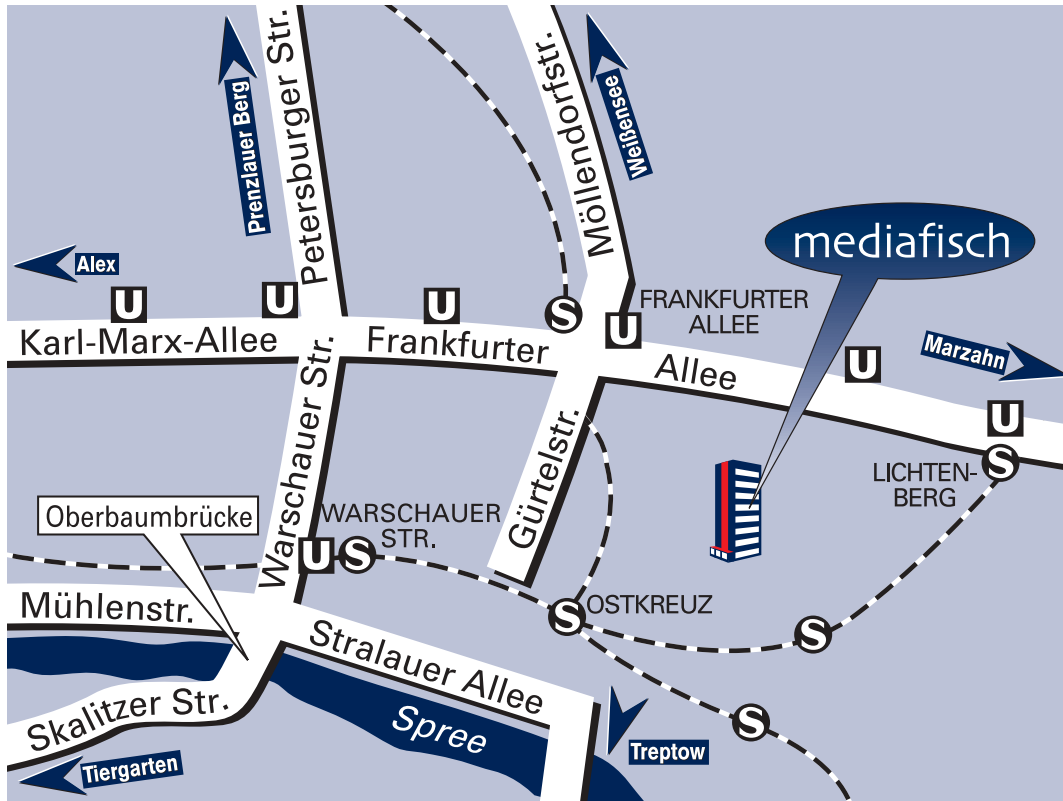 Prenzlauer Berg
Petersburger Str.
Möllendorfstr.
Weißensee
mediafisch
Alex
U
U
U
S
U
FRANKFURTER
ALLEE
Karl-Marx-Allee
Frankfurter
Allee
U
Marzahn
U
S
LICHTEN-
BERG
Warschauer Str.
Gürtelstr.
Oberbaumbrücke
WARSCHAUER
STR.
U
S
Mühlenstr.
S
OSTKREUZ
S
Stralauer Allee
Skalitzer Str.
Spree
S
Tiergarten
Treptow